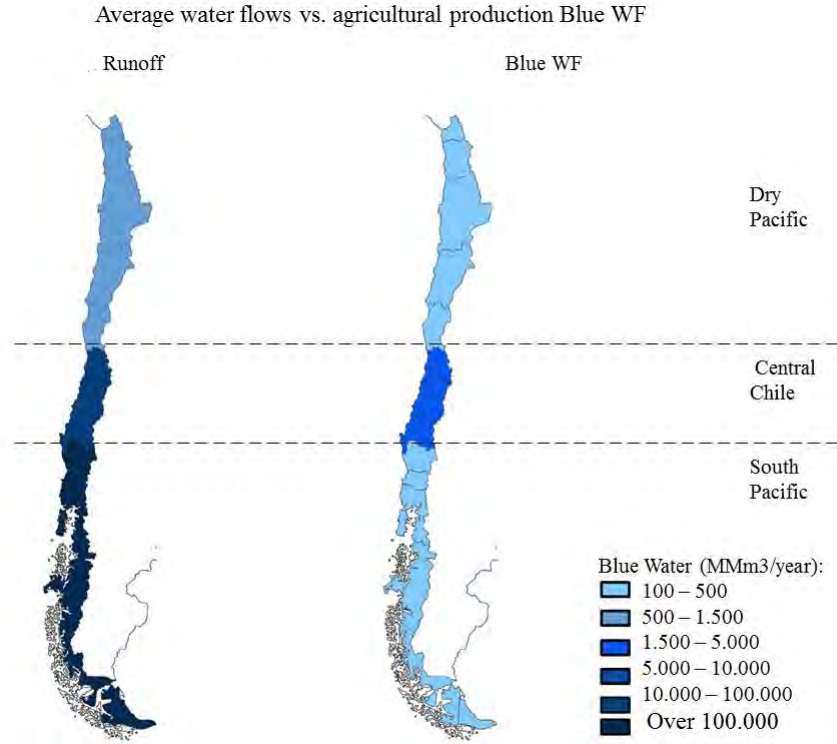 Average water flows vs. agricultural production Blue WF
Runoff
Blue WF
Dry
Pacific
Central
Chile
South
Pacific
Blue Water (MMm3/year):
100 – 500
500 – 1.500
1.500 – 5.000
5.000 – 10.000
10.000 – 100.000
Over 100.000